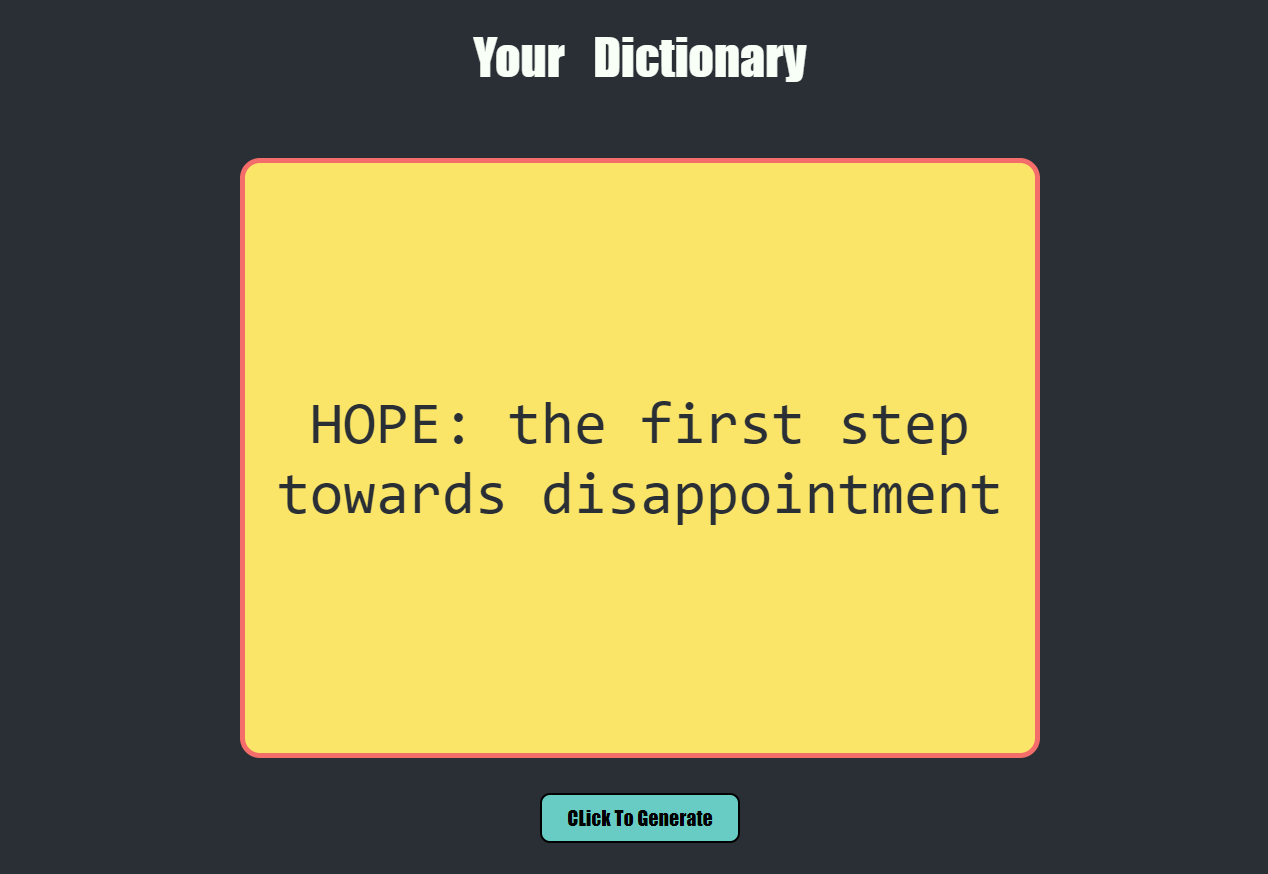 Your Dictionary
HOPE: the first step
towards disappointment
CLick To Generate